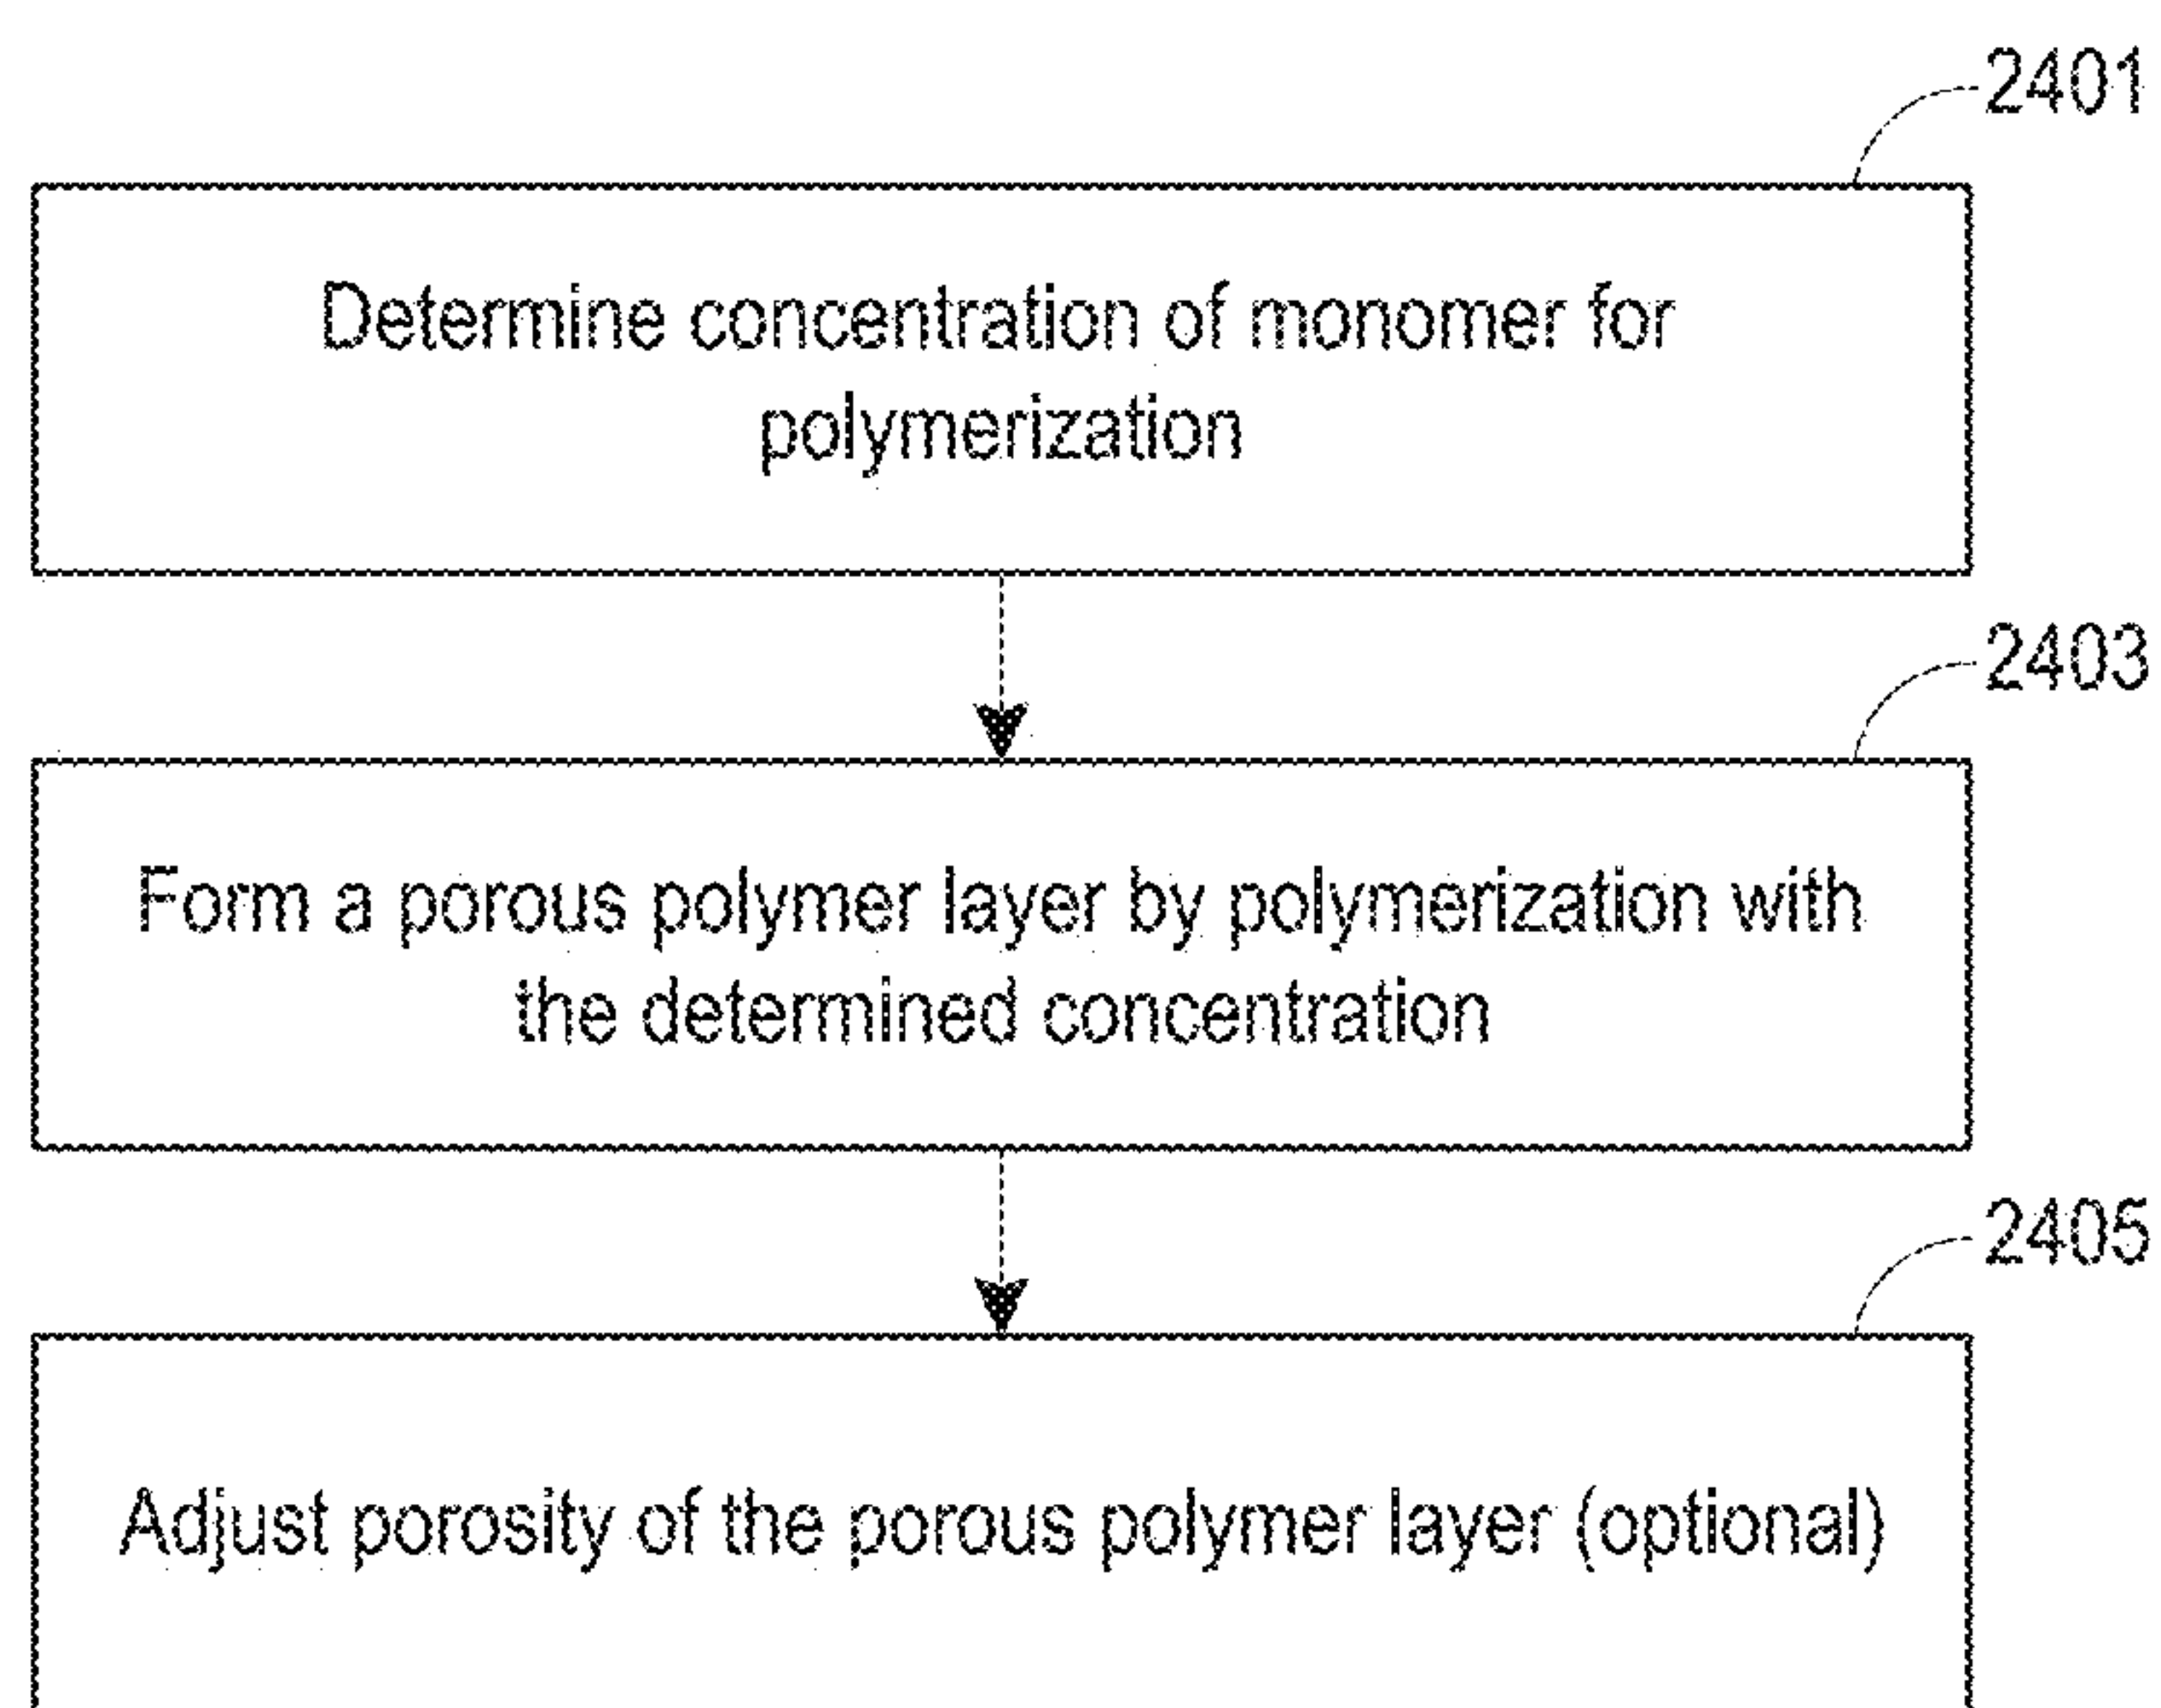 2401
Determine concentration of monomer for
polymerization
2403
Form a porous polymer layer by polymerization with
the determined concentration
2405
Adjust porosity of the porous polymer layer (optional)